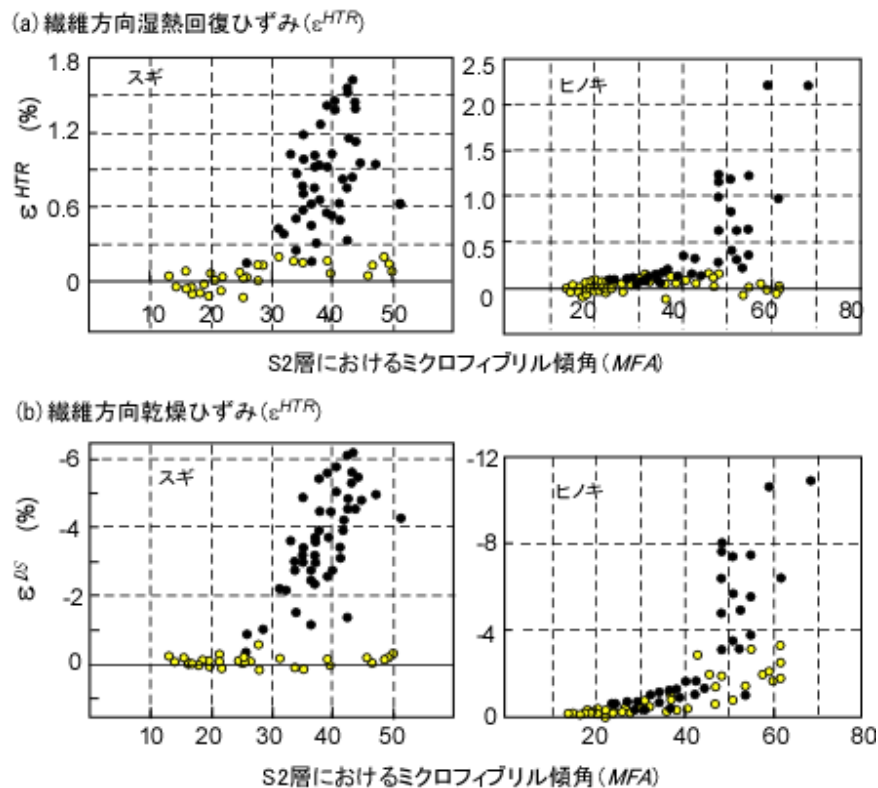 (a) 繊維方向湿熱回復ひずみ(ε^HTR)
スギ
ヒノキ
ε^HTR (%)
1.8
1.2
0.6
0
2.5
2.0
1.5
1.0
0.5
0
10 20 30 40 50
20 40 60 80
S2層におけるミクロフィブリル傾角(MFA)
(b) 繊維方向乾燥ひずみ(ε^HTR)
スギ
ヒノキ
ε^DS (%)
-6
-4
-2
0
-12
-8
-4
0
10 20 30 40 50
20 40 60 80
S2層におけるミクロフィブリル傾角(MFA)